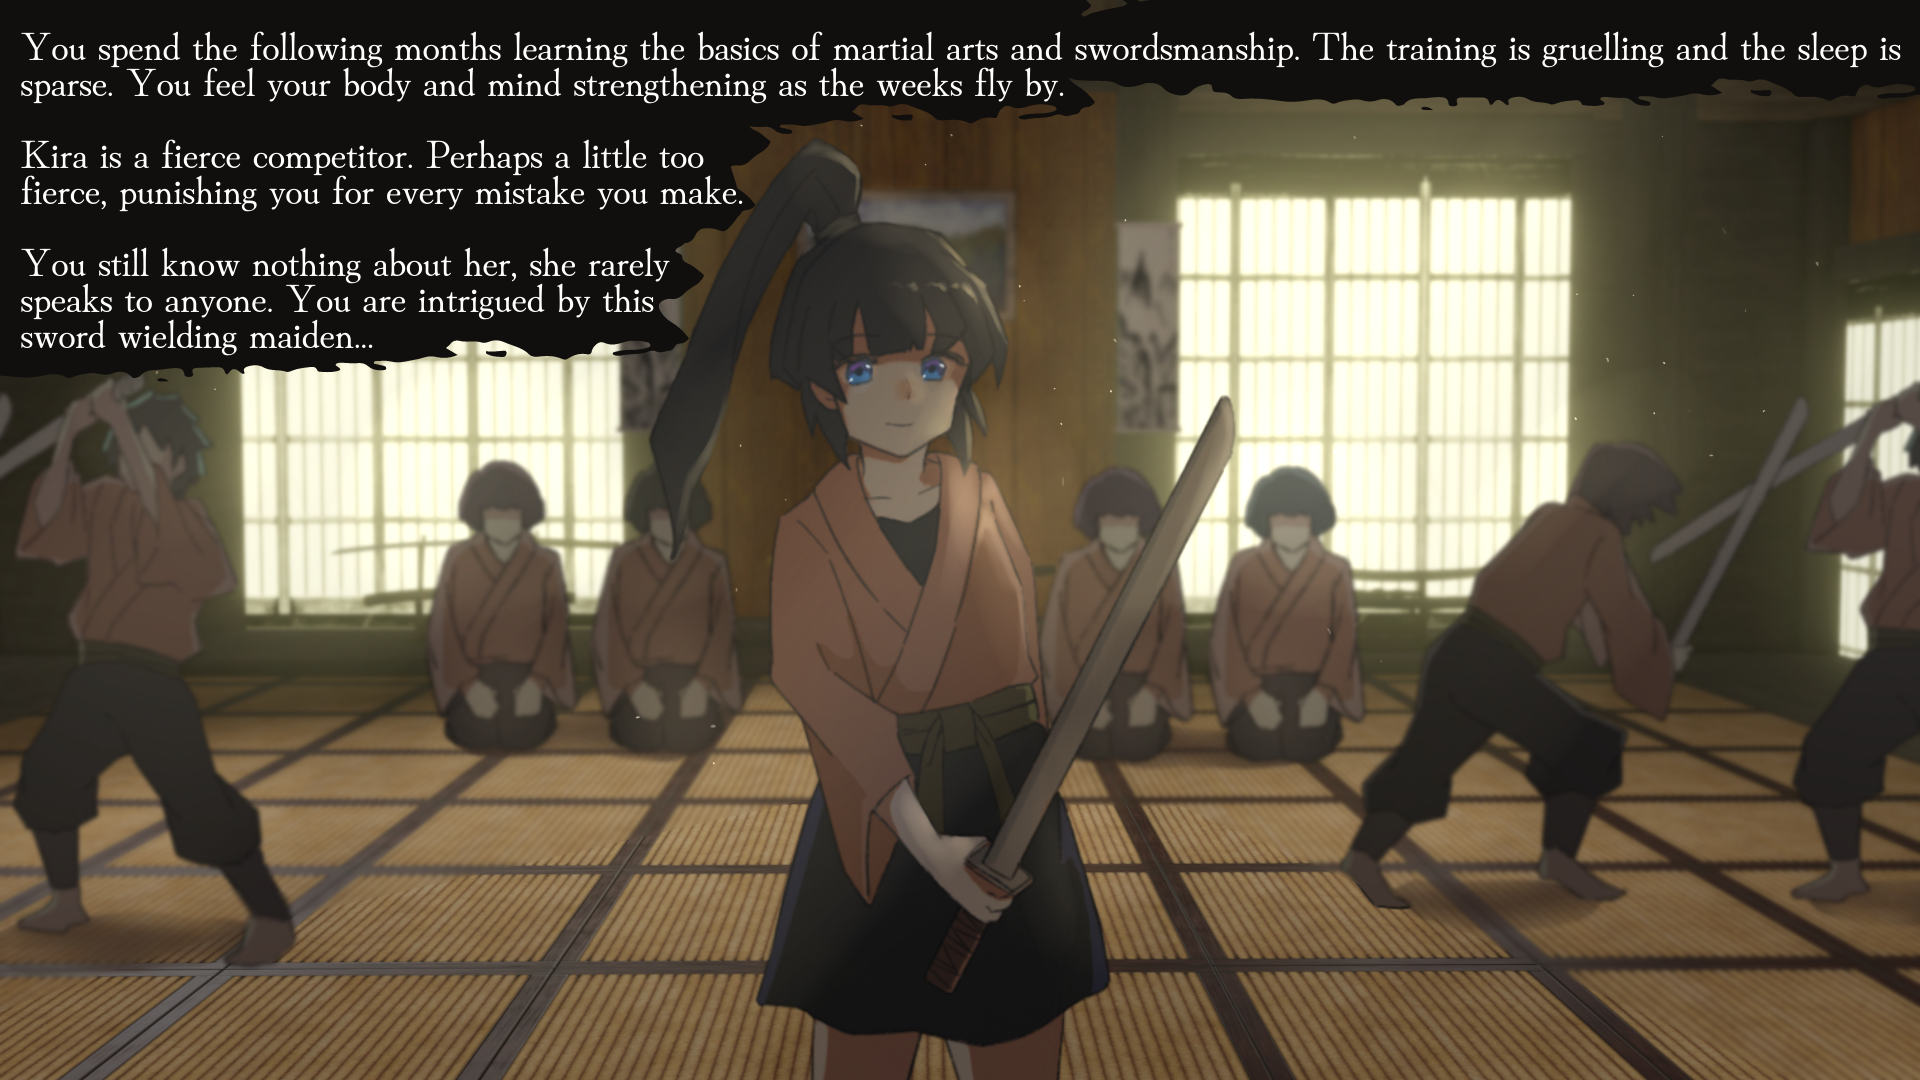 You spend the following months learning the basics of martial arts and swordsmanship. The training is gruelling and the sleep is
sparse. You feel your body and mind strengthening as the weeks fly by.
Kira is a fierce competitor. Perhaps a little too
fierce, punishing you for every mistake you make.
You still know nothing about her, she rarely
speaks to anyone. You are intrigued by this
sword wielding maiden...